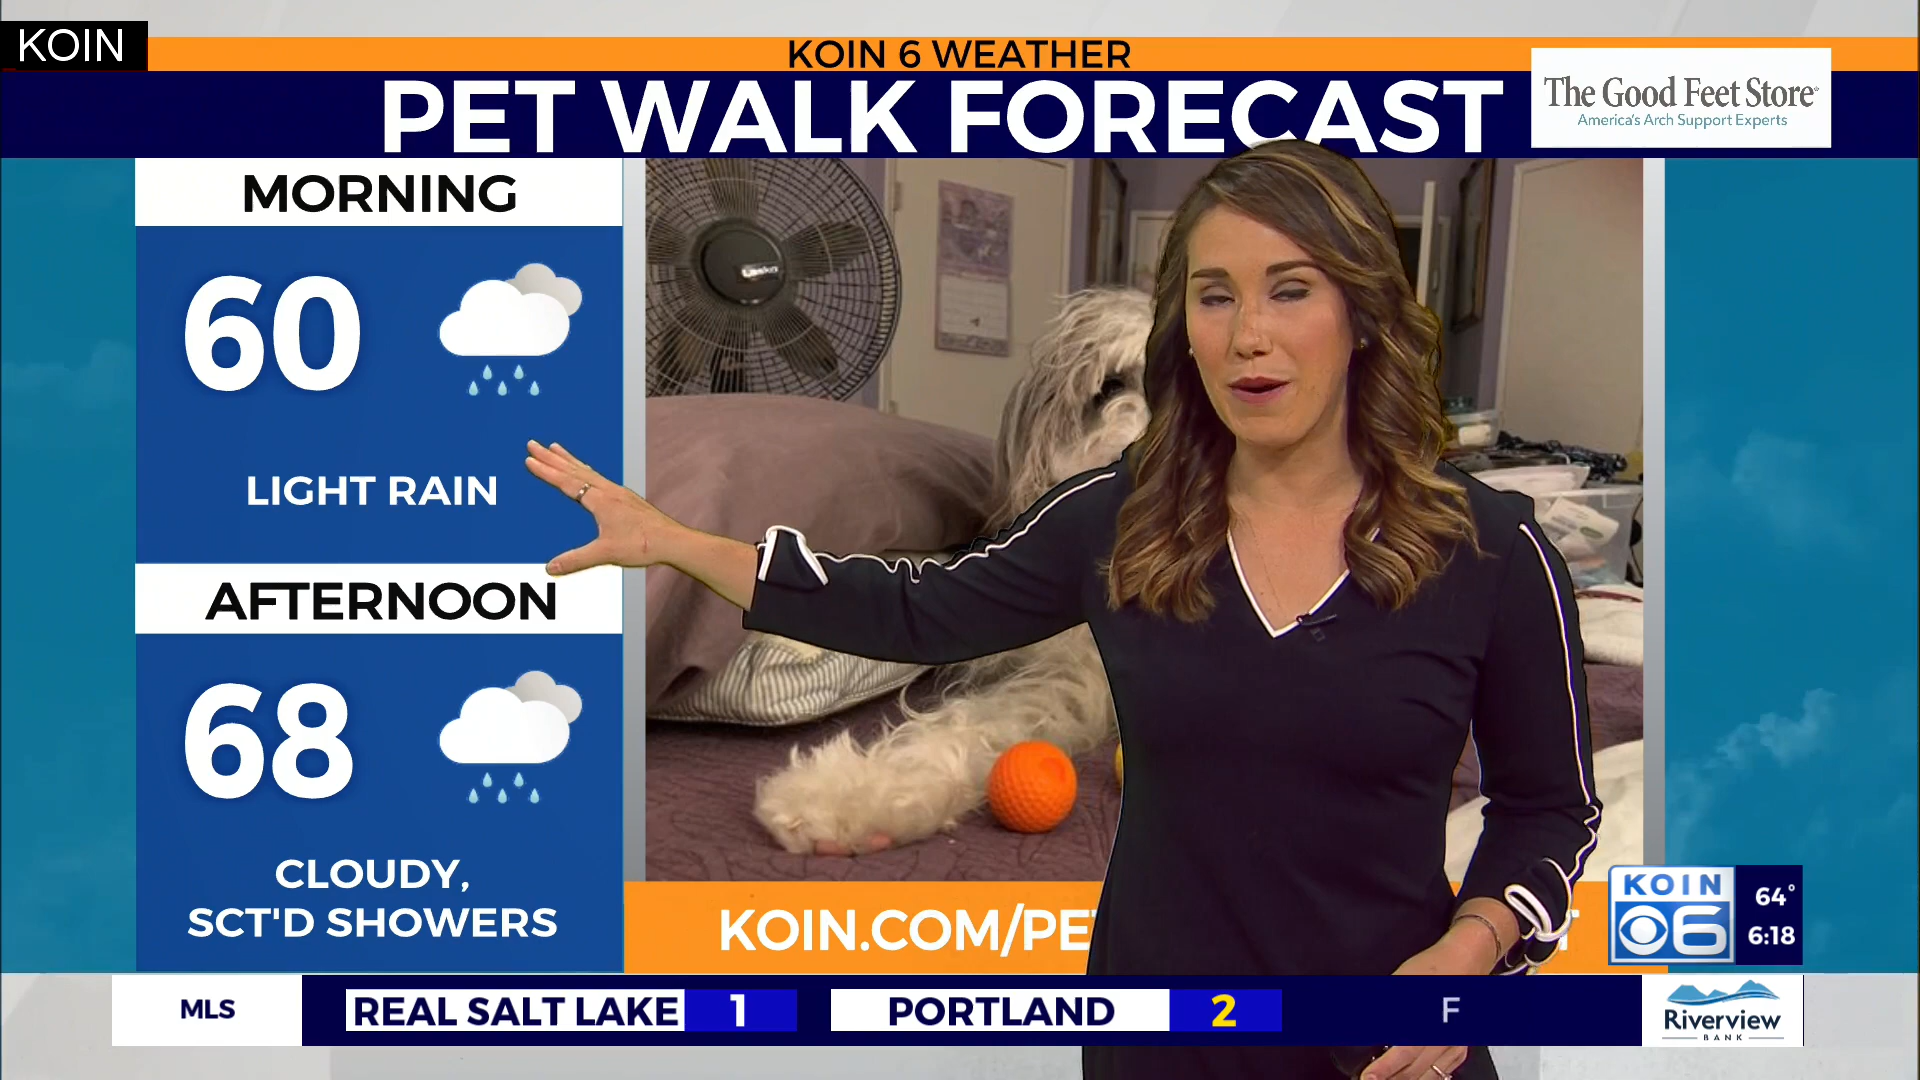 KOIN
KOIN 6 WEATHER
PET WALK FORECAST
The Good Feet Store
America's Arch Support Experts
MORNING
60
LIGHT RAIN
AFTERNOON
68
CLOUDY,
SCT'D SHOWERS
Lasko
KOIN.COM/PE
KOIN
6
64°
6:18
MLS
REAL SALT LAKE 1
PORTLAND 2
F
Riverview
BANK